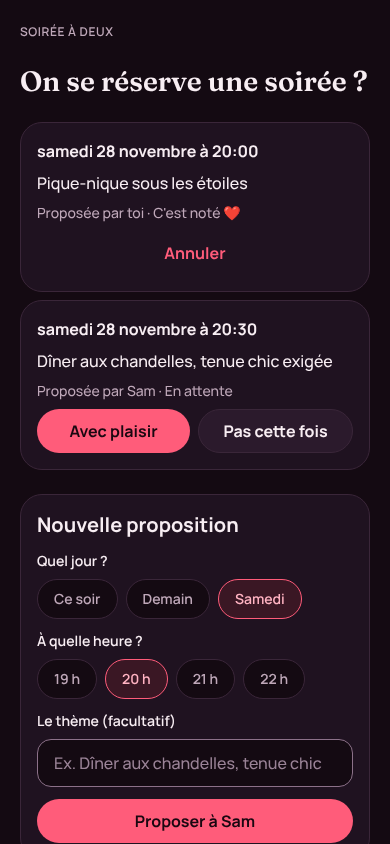 SOIRÉE À DEUX
On se réserve une soirée ?
samedi 28 novembre à 20:00
Pique-nique sous les étoiles
Proposée par toi · C'est noté ❤️
Annuler
samedi 28 novembre à 20:30
Dîner aux chandelles, tenue chic exigée
Proposée par Sam · En attente
Avec plaisir
Pas cette fois
Nouvelle proposition
Quel jour ?
Ce soir
Demain
Samedi
À quelle heure ?
19 h
20 h
21 h
22 h
Le thème (facultatif)
Ex. Dîner aux chandelles, tenue chic
Proposer à Sam